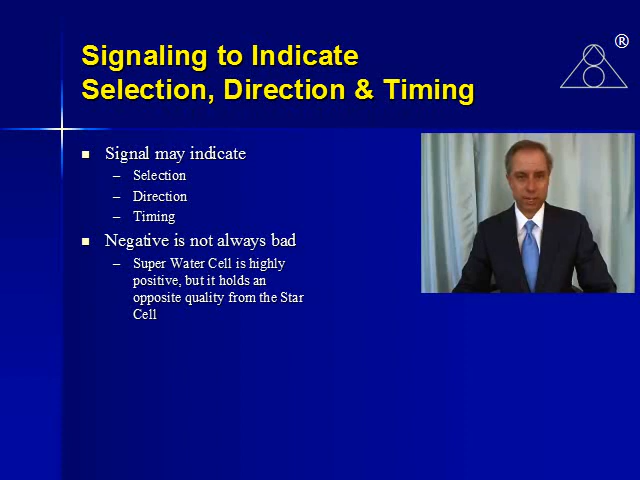 Signaling to Indicate
Selection, Direction & Timing
®
■ Signal may indicate
– Selection
– Direction
– Timing
■ Negative is not always bad
– Super Water Cell is highly
positive, but it holds an
opposite quality from the Star
Cell